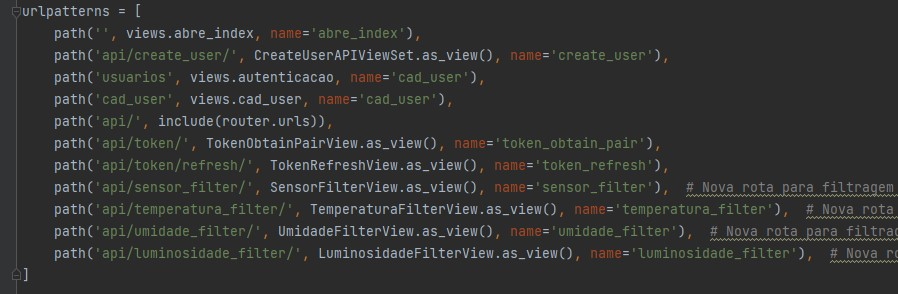 urlpatterns = [
    path('', views.abre_index, name='abre_index'),
    path('api/create_user/', CreateUserAPIViewSet.as_view(), name='create_user'),
    path('usuarios', views.autenticacao, name='cad_user'),
    path('cad_user', views.cad_user, name='cad_user'),
    path('api/', include(router.urls)),
    path('api/token/', TokenObtainPairView.as_view(), name='token_obtain_pair'),
    path('api/token/refresh/', TokenRefreshView.as_view(), name='token_refresh'),
    path('api/sensor_filter/', SensorFilterView.as_view(), name='sensor_filter'),  # Nova rota para filtragem
    path('api/temperatura_filter/', TemperaturaFilterView.as_view(), name='temperatura_filter'),  # Nova rota
    path('api/umidade_filter/', UmidadeFilterView.as_view(), name='umidade_filter'),  # Nova rota para filtrag
    path('api/luminosidade_filter/', LuminosidadeFilterView.as_view(), name='luminosidade_filter'),  # Nova ro
]